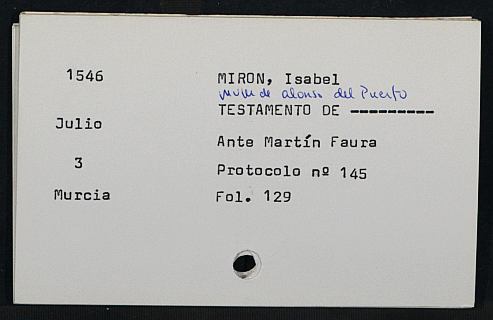 1546
MIRON, Isabel
mujer de alonso del Puerto
TESTAMENTO DE ---------
Julio
Ante Martín Faura
3
Protocolo nº 145
Murcia
Fol. 129